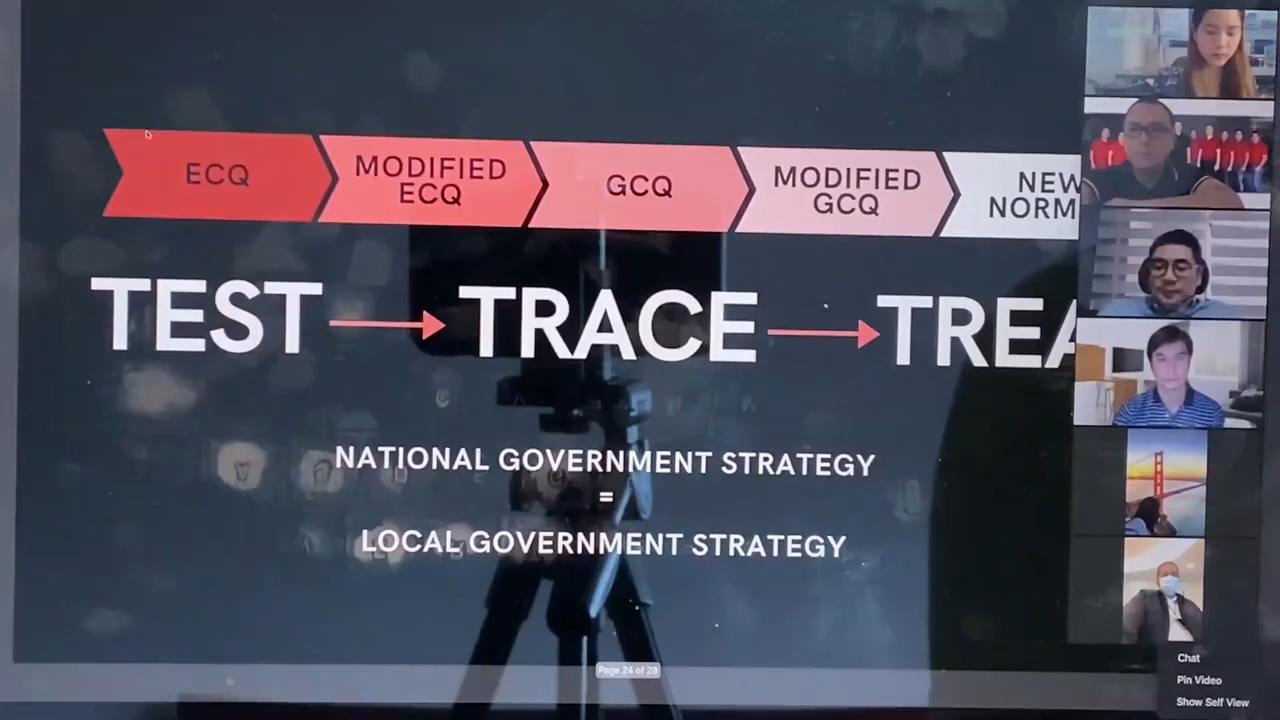 ECQ
MODIFIED
ECQ
GCQ
MODIFIED
GCQ
NEW
NORM
TEST
TRACE
TREA
NATIONAL GOVERNMENT STRATEGY
=
LOCAL GOVERNMENT STRATEGY
Page 24 of 28
Chat
Pin Video
Show Self View